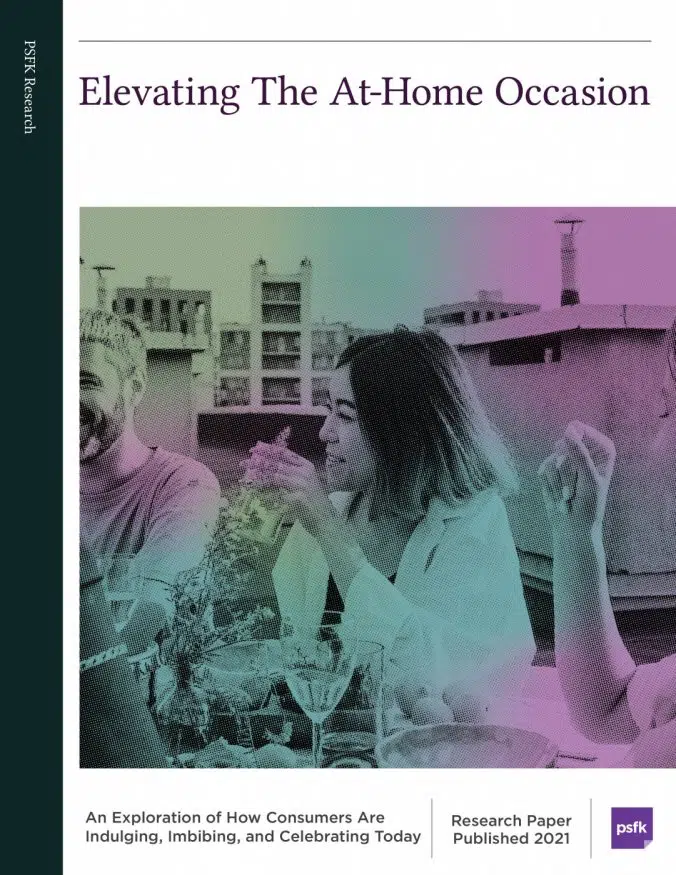 PSFK Research
Elevating The At-Home Occasion
An Exploration of How Consumers Are
Indulging, Imbibing, and Celebrating Today
Research Paper
Published 2021
psfk